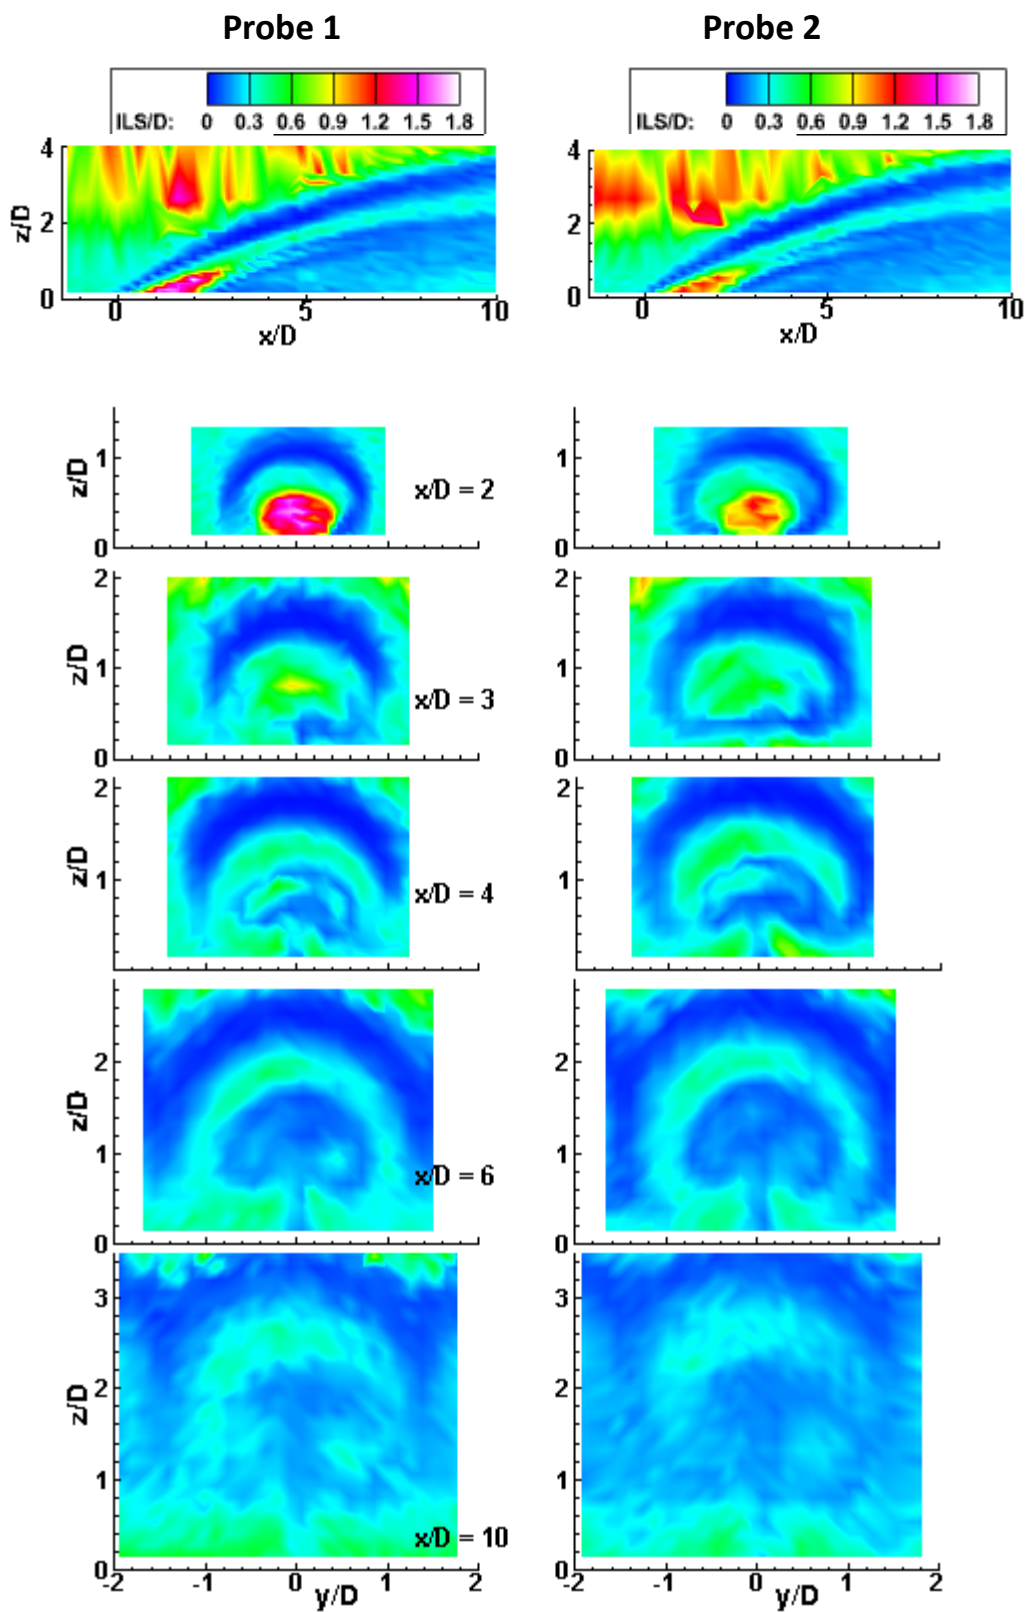 Probe 1 Probe 2
ILS/D: 0 0.3 0.6 0.9 1.2 1.5 1.8 ILS/D: 0 0.3 0.6 0.9 1.2 1.5 1.8
4 4
z/D 2 2
0 0
0 5 10 0 5 10
x/D x/D
z/D 1 x/D = 2 1
0 0
2 2
z/D 1 x/D = 3 1
0 0
2 2
z/D 1 x/D = 4 1
2 2
z/D 1 x/D = 6 1
0 0
3 3
z/D 2 2
1 1
x/D = 10
0 0
-2 -1 0 1 2 -2 -1 0 1 2
y/D y/D